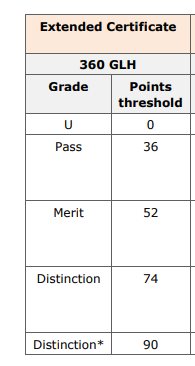 Extended Certificate
360 GLH
Grade Points threshold
U 0
Pass 36
Merit 52
Distinction 74
Distinction* 90